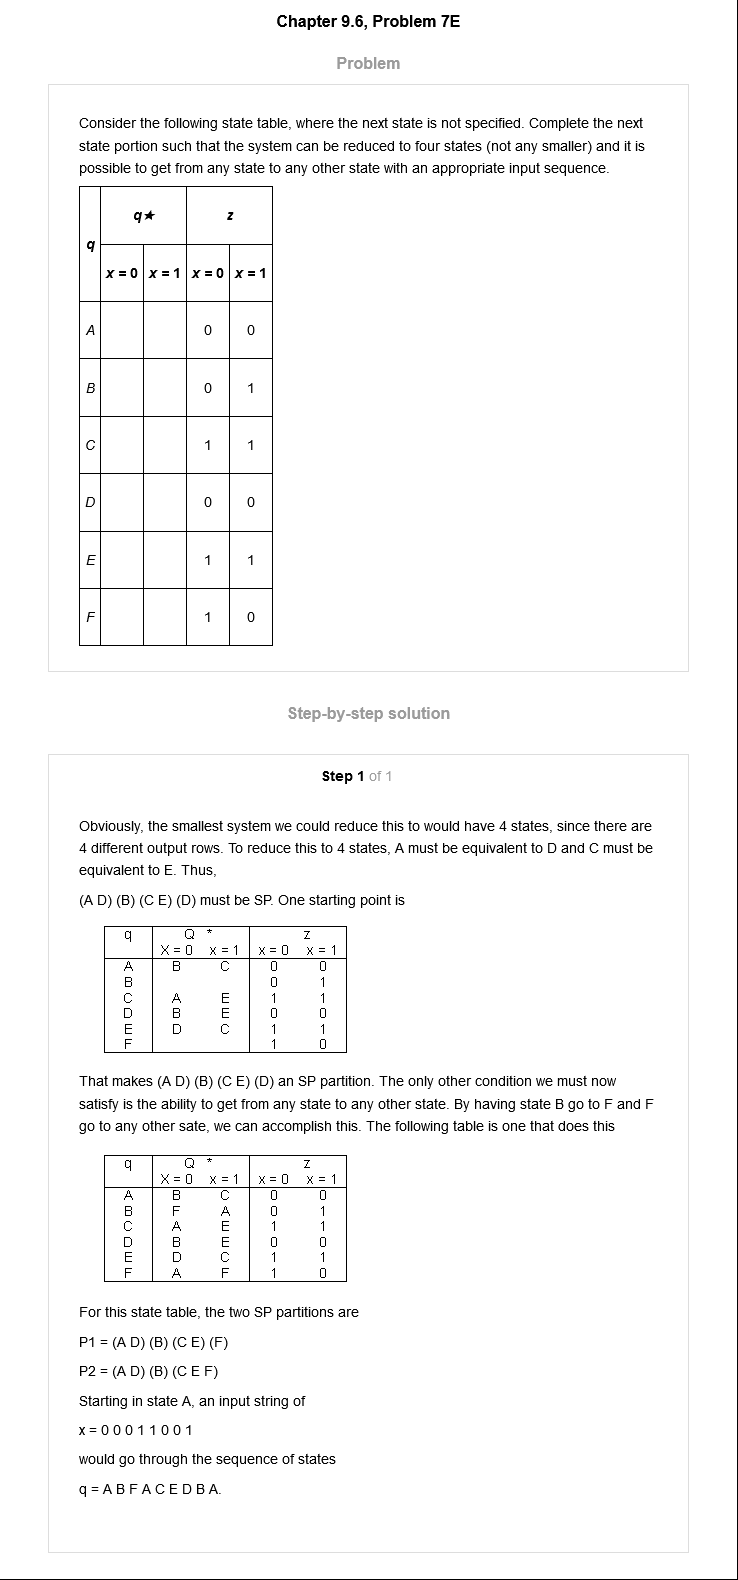 Chapter 9.6, Problem 7E
Problem
Consider the following state table, where the next state is not specified. Complete the next
state portion such that the system can be reduced to four states (not any smaller) and it is
possible to get from any state to any other state with an appropriate input sequence.
q q★ z
x = 0 x = 1 x = 0 x = 1
A 0 0
B 0 1
C 1 1
D 0 0
E 1 1
F 1 0
Step-by-step solution
Step 1 of 1
Obviously, the smallest system we could reduce this to would have 4 states, since there are
4 different output rows. To reduce this to 4 states, A must be equivalent to D and C must be
equivalent to E. Thus,
(A D) (B) (C E) (D) must be SP. One starting point is
q Q * z
X = 0 x = 1 x = 0 x = 1
A B C 0 0
B 0 1
C A E 1 1
D B E 0 0
E D C 1 1
F 1 0
That makes (A D) (B) (C E) (D) an SP partition. The only other condition we must now
satisfy is the ability to get from any state to any other state. By having state B go to F and F
go to any other sate, we can accomplish this. The following table is one that does this
q Q * z
X = 0 x = 1 x = 0 x = 1
A B C 0 0
B F A 0 1
C A E 1 1
D B E 0 0
E D C 1 1
F A F 1 0
For this state table, the two SP partitions are
P1 = (A D) (B) (C E) (F)
P2 = (A D) (B) (C E F)
Starting in state A, an input string of
x = 0 0 0 1 1 0 0 1
would go through the sequence of states
q = A B F A C E D B A.